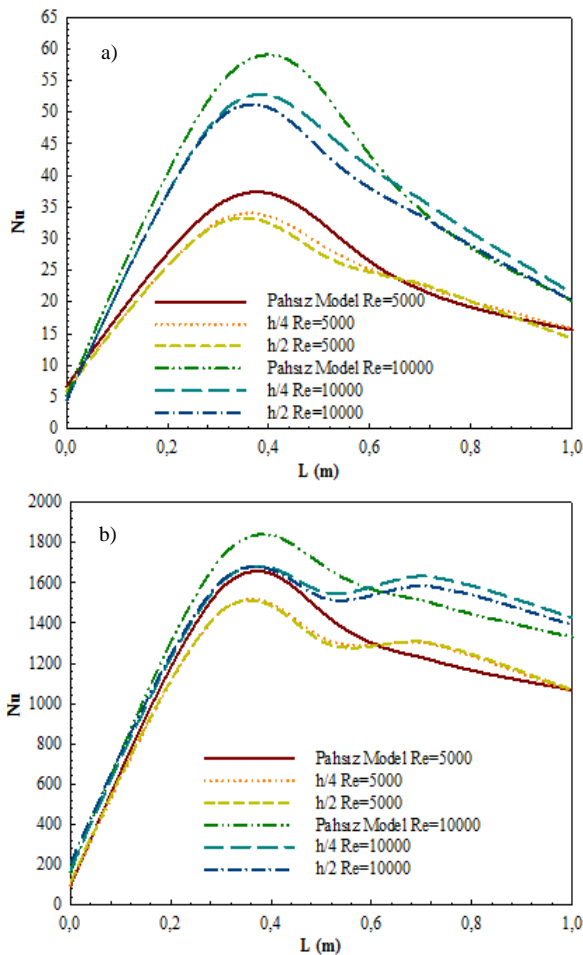 65
a)
60
55
50
45
40
35
30
25
20
15
10
5
0
Nu
Pahsız Model Re=5000
h/4 Re=5000
h/2 Re=5000
Pahsız Model Re=10000
h/4 Re=10000
h/2 Re=10000
0,0 0,2 0,4 0,6 0,8 1,0
L (m)
2000
b)
1800
1600
1400
1200
1000
800
600
400
200
0
Nu
Pahsız Model Re=5000
h/4 Re=5000
h/2 Re=5000
Pahsız Model Re=10000
h/4 Re=10000
h/2 Re=10000
0,0 0,2 0,4 0,6 0,8 1,0
L (m)